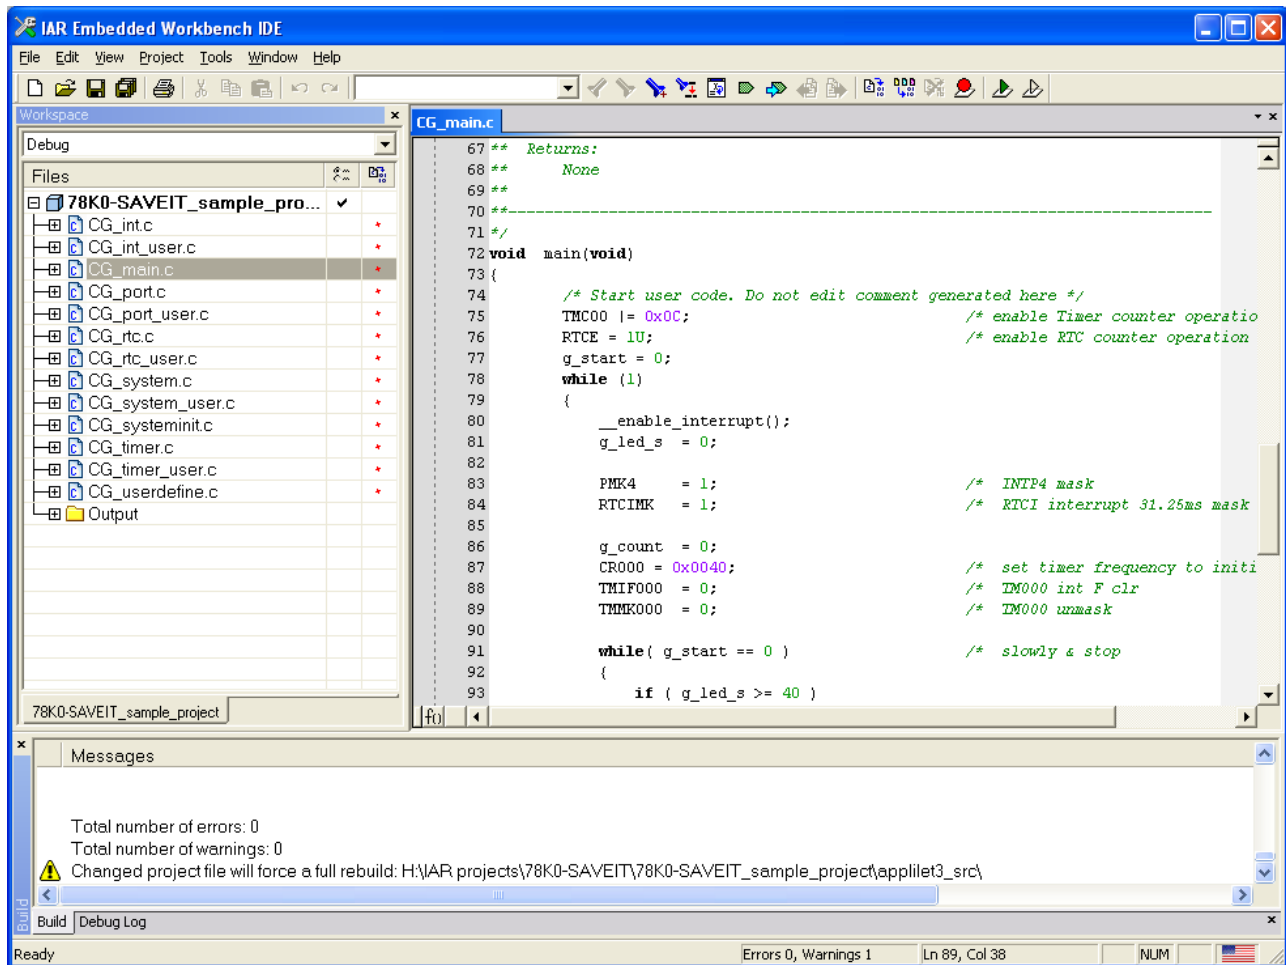 IAR Embedded Workbench IDE
File Edit View Project Tools Window Help
Workspace
Debug
Files
78K0-SAVEIT_sample_pro...
CG_int.c
CG_int_user.c
CG_main.c
CG_port.c
CG_port_user.c
CG_rtc.c
CG_rtc_user.c
CG_system.c
CG_system_user.c
CG_systeminit.c
CG_timer.c
CG_timer_user.c
CG_userdefine.c
Output
78K0-SAVEIT_sample_project
CG_main.c
67 ** Returns:
68 ** None
69 **
70 **-----------------------------------------------------------------------------
71 */
72 void main(void)
73 {
74 /* Start user code. Do not edit comment generated here */
75 TMC00 |= 0x0C; /* enable Timer counter operatio
76 RTCE = 1U; /* enable RTC counter operation
77 g_start = 0;
78 while (1)
79 {
80 __enable_interrupt();
81 g_led_s = 0;
82
83 PMK4 = 1; /* INTP4 mask
84 RTCIMK = 1; /* RTCI interrupt 31.25ms mask
85
86 g_count = 0;
87 CR000 = 0x0040; /* set timer frequency to initi
88 TMIF000 = 0; /* TM000 int F clr
89 TMMK000 = 0; /* TM000 unmask
90
91 while( g_start == 0 ) /* slowly & stop
92 {
93 if ( g_led_s >= 40 )
Messages
Total number of errors: 0
Total number of warnings: 0
Changed project file will force a full rebuild: H:\IAR projects\78K0-SAVEIT\78K0-SAVEIT_sample_project\applilet3_src\
Build
Build Debug Log
Ready Errors 0, Warnings 1 Ln 89, Col 38 NUM